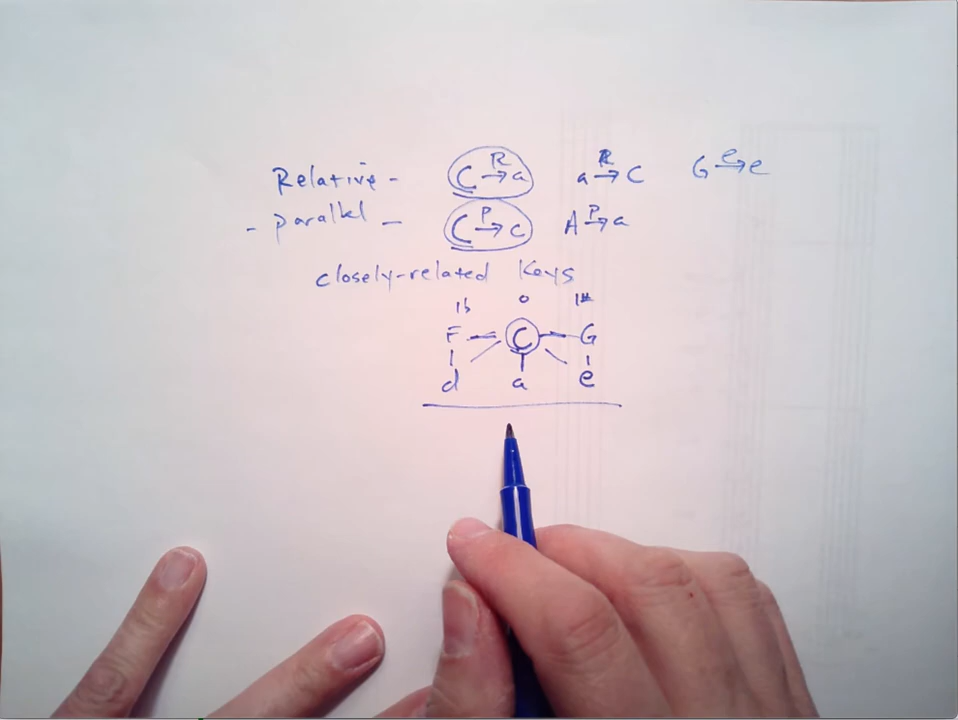 Relative - C R→ a a R→ C G R→ e
- parallel - C P→ c A P→ a
closely-related Keys
1b 0 1#
F C G
d a e